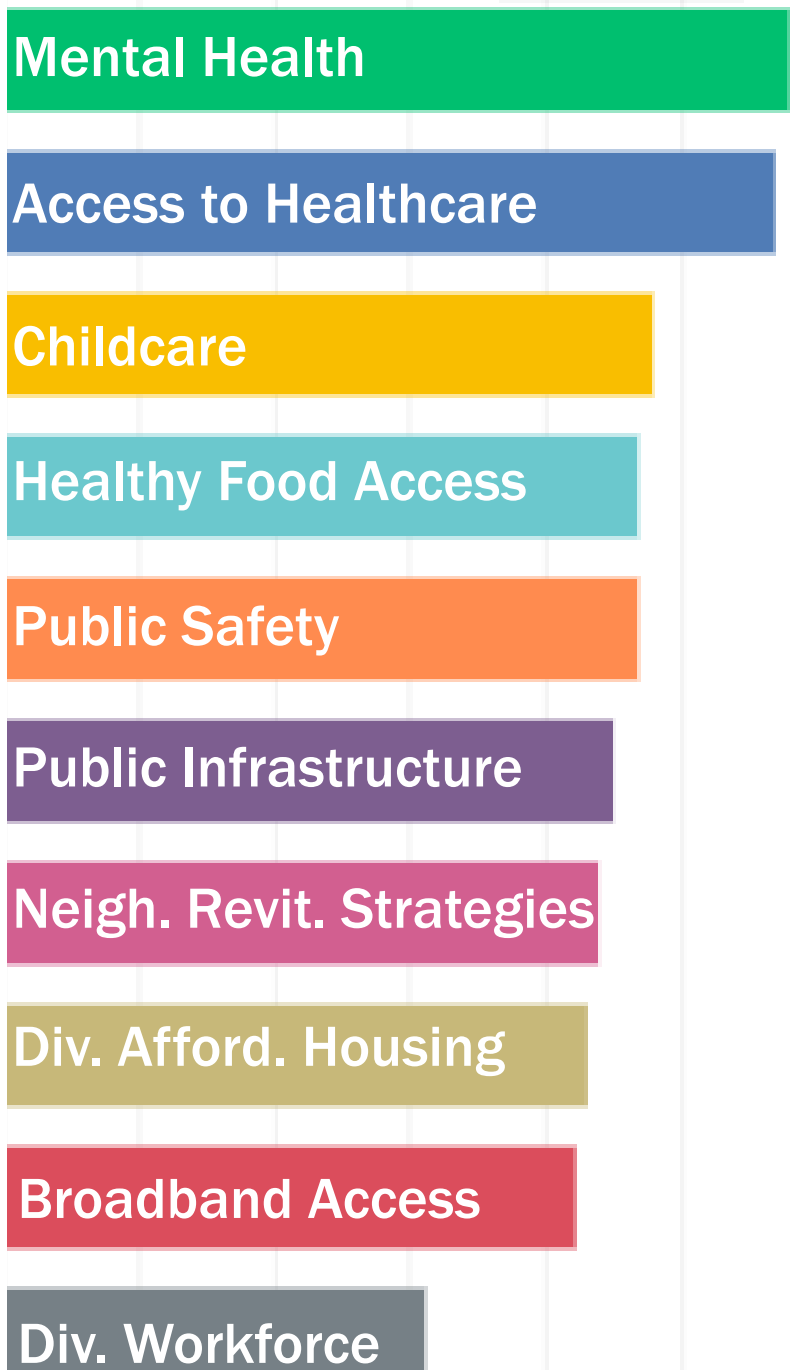 Mental Health
Access to Healthcare
Childcare
Healthy Food Access
Public Safety
Public Infrastructure
Neigh. Revit. Strategies
Div. Afford. Housing
Broadband Access
Div. Workforce